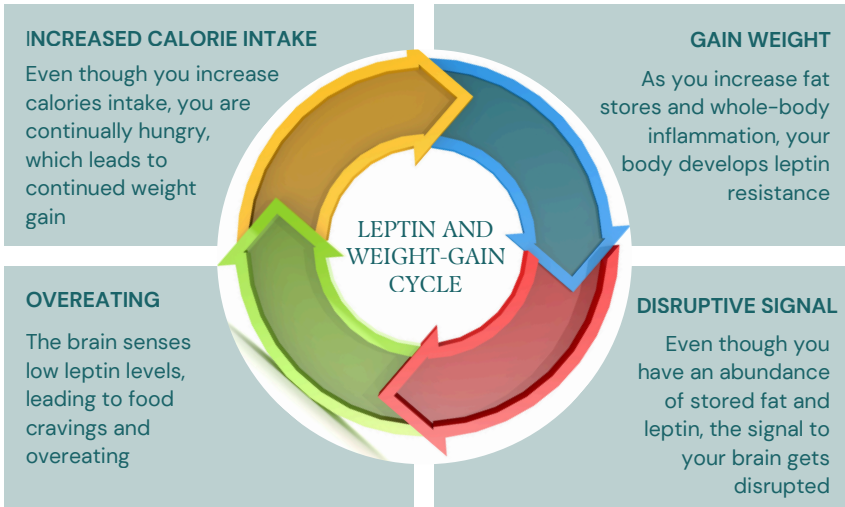 INCREASED CALORIE INTAKE
Even though you increase
calories intake, you are
continually hungry,
which leads to
continued weight
gain
GAIN WEIGHT
As you increase fat
stores and whole-body
inflammation, your
body develops leptin
resistance
LEPTIN AND
WEIGHT-GAIN
CYCLE
OVEREATING
The brain senses
low leptin levels,
leading to food
cravings and
overeating
DISRUPTIVE SIGNAL
Even though you
have an abundance
of stored fat and
leptin, the signal to
your brain gets
disrupted